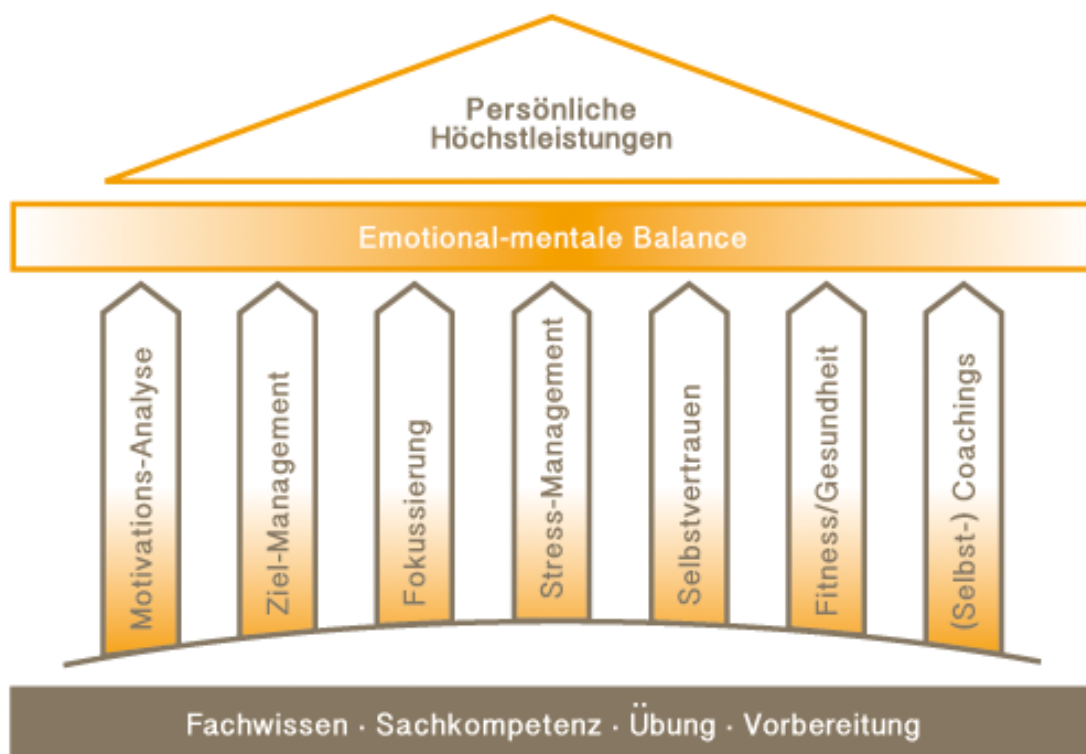 Persönliche
Höchstleistungen
Emotional-mentale Balance
Motivations-Analyse
Ziel-Management
Fokussierung
Stress-Management
Selbstvertrauen
Fitness/Gesundheit
(Selbst-) Coachings
Fachwissen · Sachkompetenz · Übung · Vorbereitung